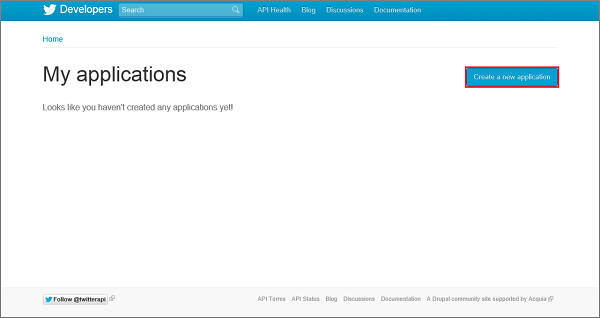 Developers Search API Health Blog Discussions Documentation
Home
My applications
Create a new application
Looks like you haven't created any applications yet!
Follow @twitterapi API Terms API Status Blog Discussions Documentation A Drupal community site supported by Acquia